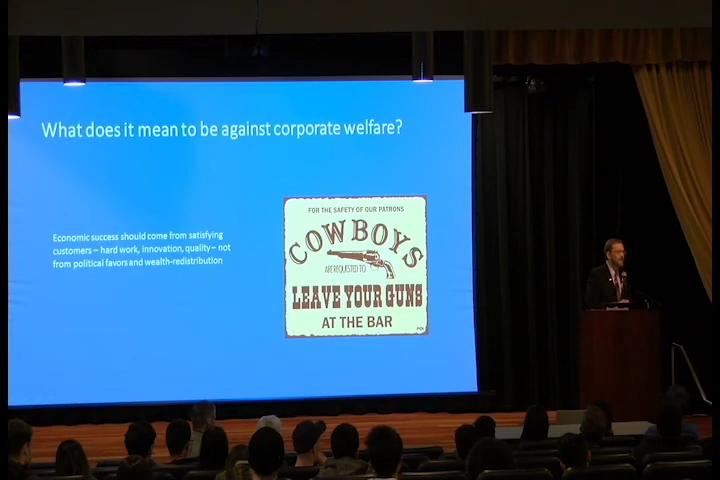 What does it mean to be against corporate welfare?
Economic success should come from satisfying
customers – hard work, innovation, quality – not
from political favors and wealth-redistribution
FOR THE SAFETY OF OUR PATRONS
COWBOYS
ARE REQUESTED TO
LEAVE YOUR GUNS
AT THE BAR